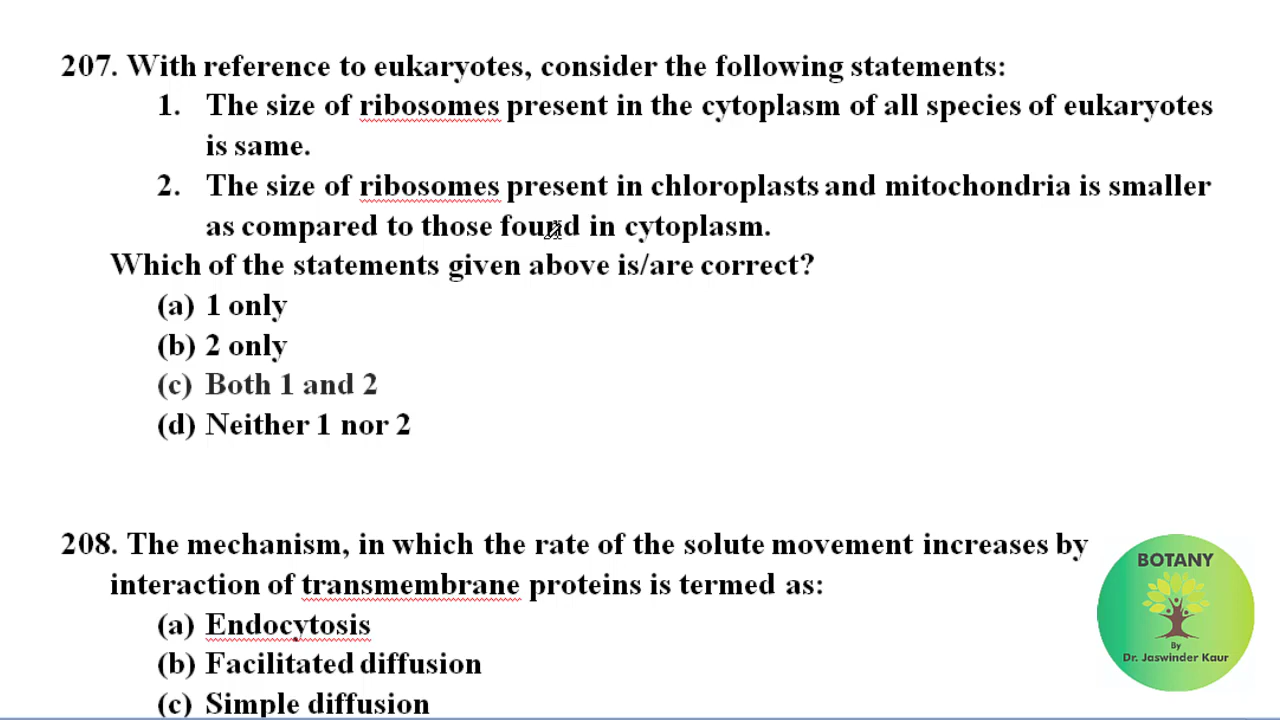 207. With reference to eukaryotes, consider the following statements:
1. The size of ribosomes present in the cytoplasm of all species of eukaryotes
is same.
2. The size of ribosomes present in chloroplasts and mitochondria is smaller
as compared to those found in cytoplasm.
Which of the statements given above is/are correct?
(a) 1 only
(b) 2 only
(c) Both 1 and 2
(d) Neither 1 nor 2
208. The mechanism, in which the rate of the solute movement increases by
interaction of transmembrane proteins is termed as:
(a) Endocytosis
(b) Facilitated diffusion
(c) Simple diffusion
BOTANY
By
Dr. Jaswinder Kaur